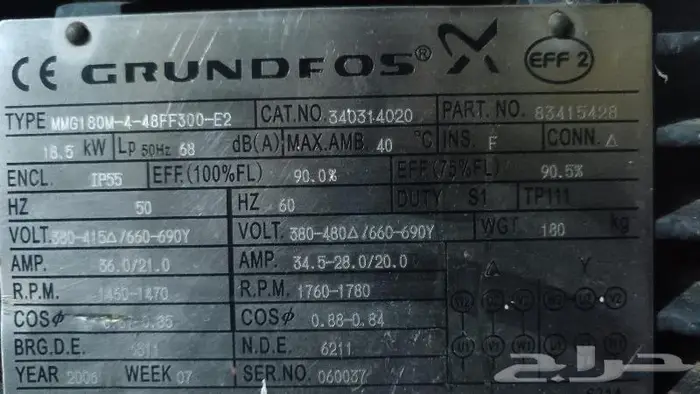 CE GRUNDFOS® X EFF 2
TYPE MMG180M-4-48FF300-E2 CAT.NO. 340314020 PART. NO. 83415428
18.5 kW Lp 50Hz 68 dB(A) MAX.AMB. 40 °C INS. F CONN. △
ENCL. IP55 EFF.(100%FL) 90.0% EFF (75%FL) 90.5%
HZ 50 HZ 60 DUTY S1 TP111
VOLT. 380-415△/660-690Y VOLT. 380-480△/660-690Y WGT 180 kg
AMP. 36.0/21.0 AMP. 34.5-28.0/20.0 △ Y
R.P.M. 1460-1470 R.P.M. 1760-1780
COSΦ COSΦ 0.88-0.84
BRG.D.E. N.D.E. 6211
YEAR 2006 WEEK 07 SER.NO. 060037
حراج